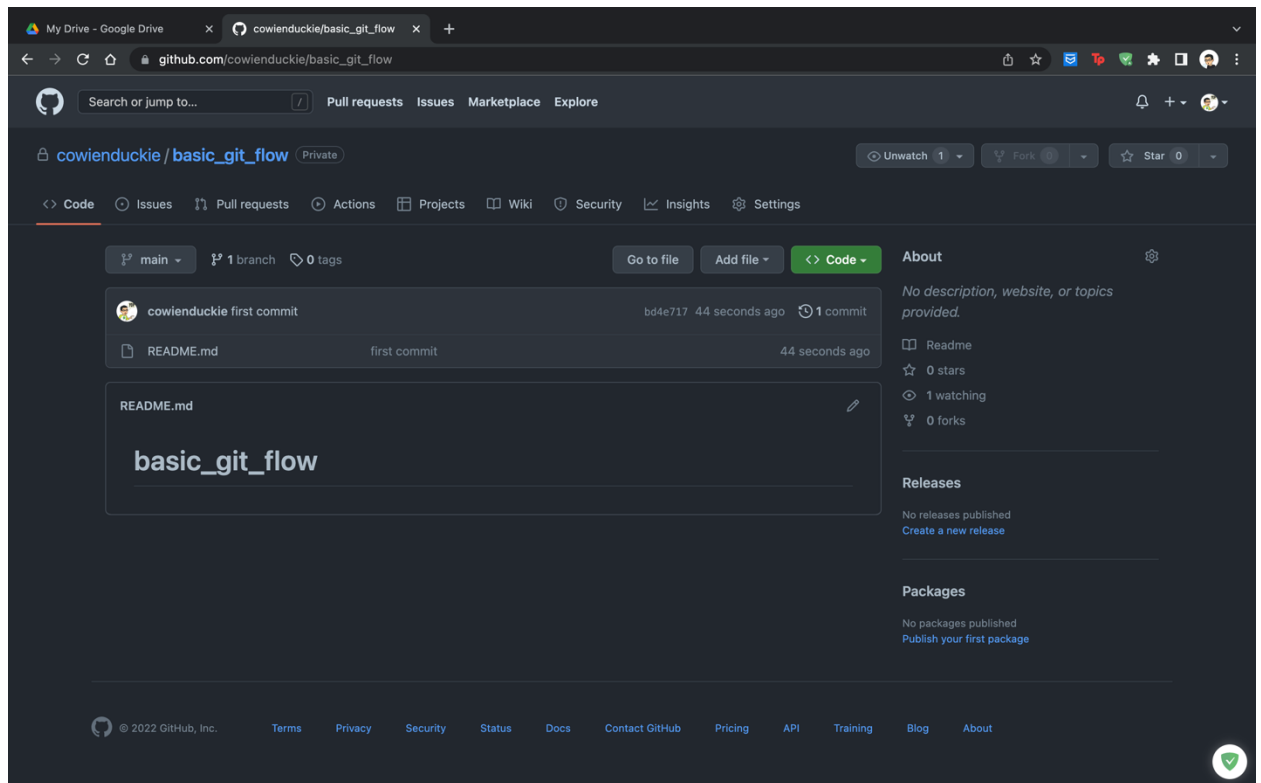 My Drive - Google Drive
cowienduckie/basic_git_flow
github.com/cowienduckie/basic_git_flow
Tp
Search or jump to... /
Pull requests Issues Marketplace Explore
cowienduckie / basic_git_flow Private
Unwatch 1 Fork 0 Star 0
Code Issues Pull requests Actions Projects Wiki Security Insights Settings
main 1 branch 0 tags Go to file Add file Code
cowienduckie first commit bd4e717 44 seconds ago 1 commit
README.md first commit 44 seconds ago
README.md
basic_git_flow
About
No description, website, or topics
provided.
Readme
0 stars
1 watching
0 forks
Releases
No releases published
Create a new release
Packages
No packages published
Publish your first package
© 2022 GitHub, Inc. Terms Privacy Security Status Docs Contact GitHub Pricing API Training Blog About